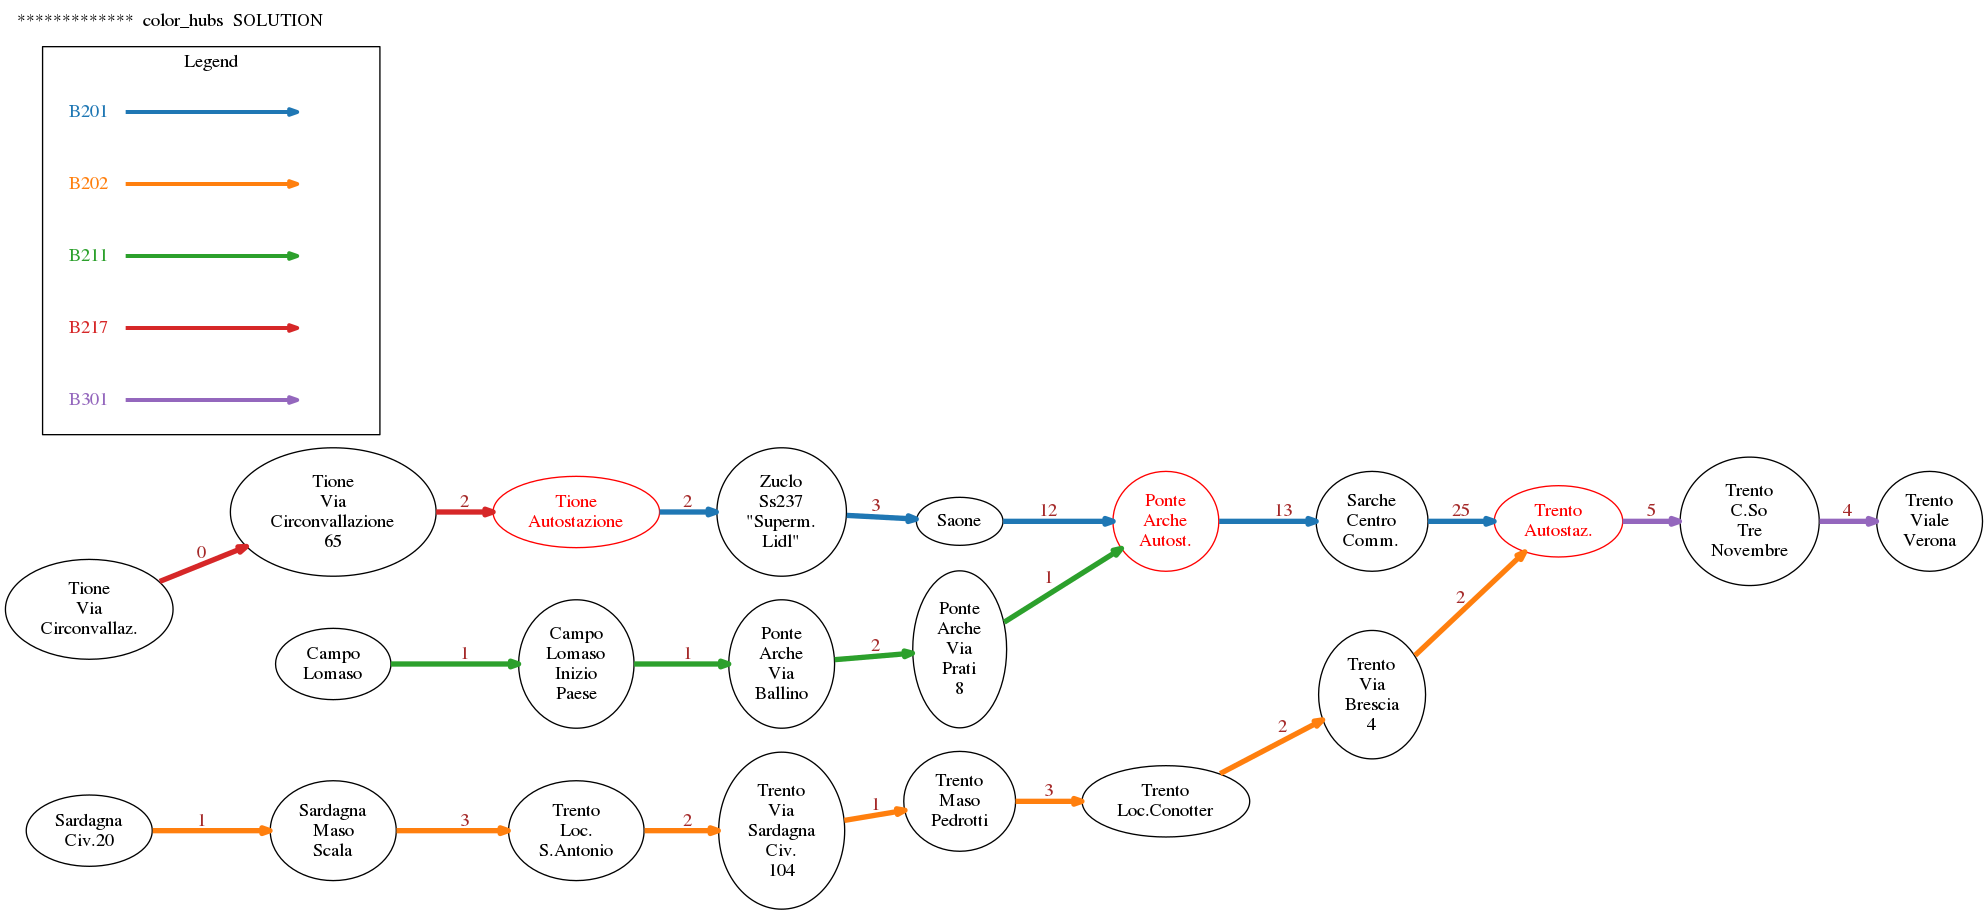 ************* color_hubs SOLUTION
Legend
B201
B202
B211
B217
B301
Tione
Via
Circonvallaz.
0
Tione
Via
Circonvallazione
65
2
Tione
Autostazione
2
Zuclo
Ss237
"Superm.
Lidl"
3
Saone
12
Ponte
Arche
Autost.
13
Sarche
Centro
Comm.
25
Trento
Autostaz.
5
Trento
C.So
Tre
Novembre
4
Trento
Viale
Verona
Campo
Lomaso
1
Campo
Lomaso
Inizio
Paese
1
Ponte
Arche
Via
Ballino
2
Ponte
Arche
Via
Prati
8
1
Sardagna
Civ.20
1
Sardagna
Maso
Scala
3
Trento
Loc.
S.Antonio
2
Trento
Via
Sardagna
Civ.
104
1
Trento
Maso
Pedrotti
3
Trento
Loc.Conotter
2
Trento
Via
Brescia
4
2